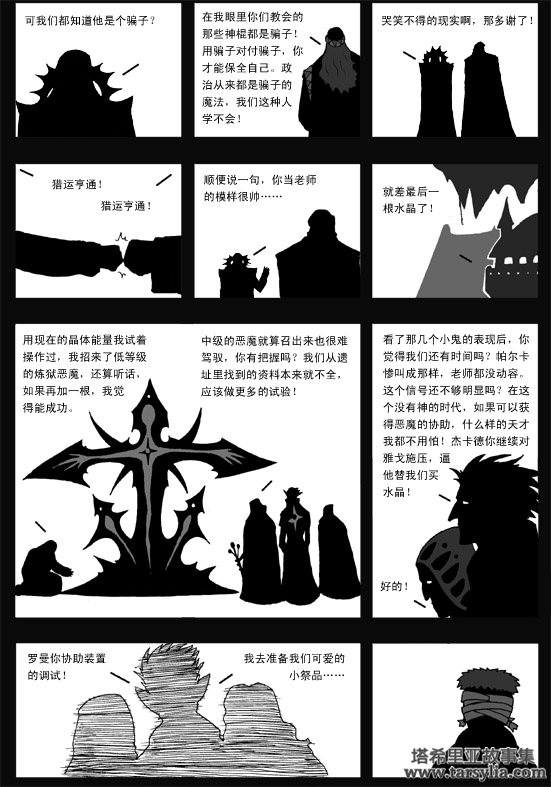 可我们都知道他是个骗子？
在我眼里你们教会的
那些神棍都是骗子！
用骗子对付骗子，你
才能保全自己。政
治从来都是骗子的
魔法，我们这种人
学不会！
哭笑不得的现实啊，那多谢了！
猎运亨通！
猎运亨通！
顺便说一句，你当老师
的模样很帅……
就差最后一
根水晶了！
用现在的晶体能量我试着
操作过，我招来了低等级
的炼狱恶魔，还算听话，
如果再加一根，我觉
得能成功。
中级的恶魔就算召出来也很难
驾驭，你有把握吗？我们从遗
址里找到的资料本来就不全，
应该做更多的试验！
看了那几个小鬼的表现后，你
觉得我们还有时间吗？帕尔卡
惨叫成那样，老师都没动容。
这个信号还不够明显吗？在这
个没有神的时代，如果可以获
得恶魔的协助，什么样的天才
我都不用怕！杰卡德你继续对
雅戈施压，逼
他替我们买
水晶！
好的！
罗曼你协助装置
的调试！
我去准备我们可爱的
小祭品……
塔希里亚故事集
www.tarsylia.com